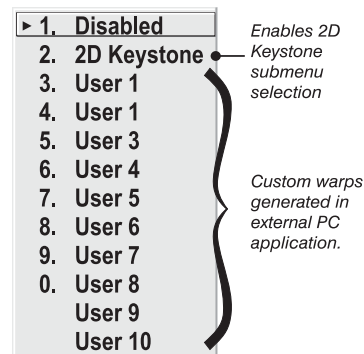 ▸ 1. Disabled
2. 2D Keystone
3. User 1
4. User 1
5. User 3
6. User 4
7. User 5
8. User 6
9. User 7
0. User 8
User 9
User 10
Enables 2D
Keystone
submenu
selection
Custom warps
generated in
external PC
application.